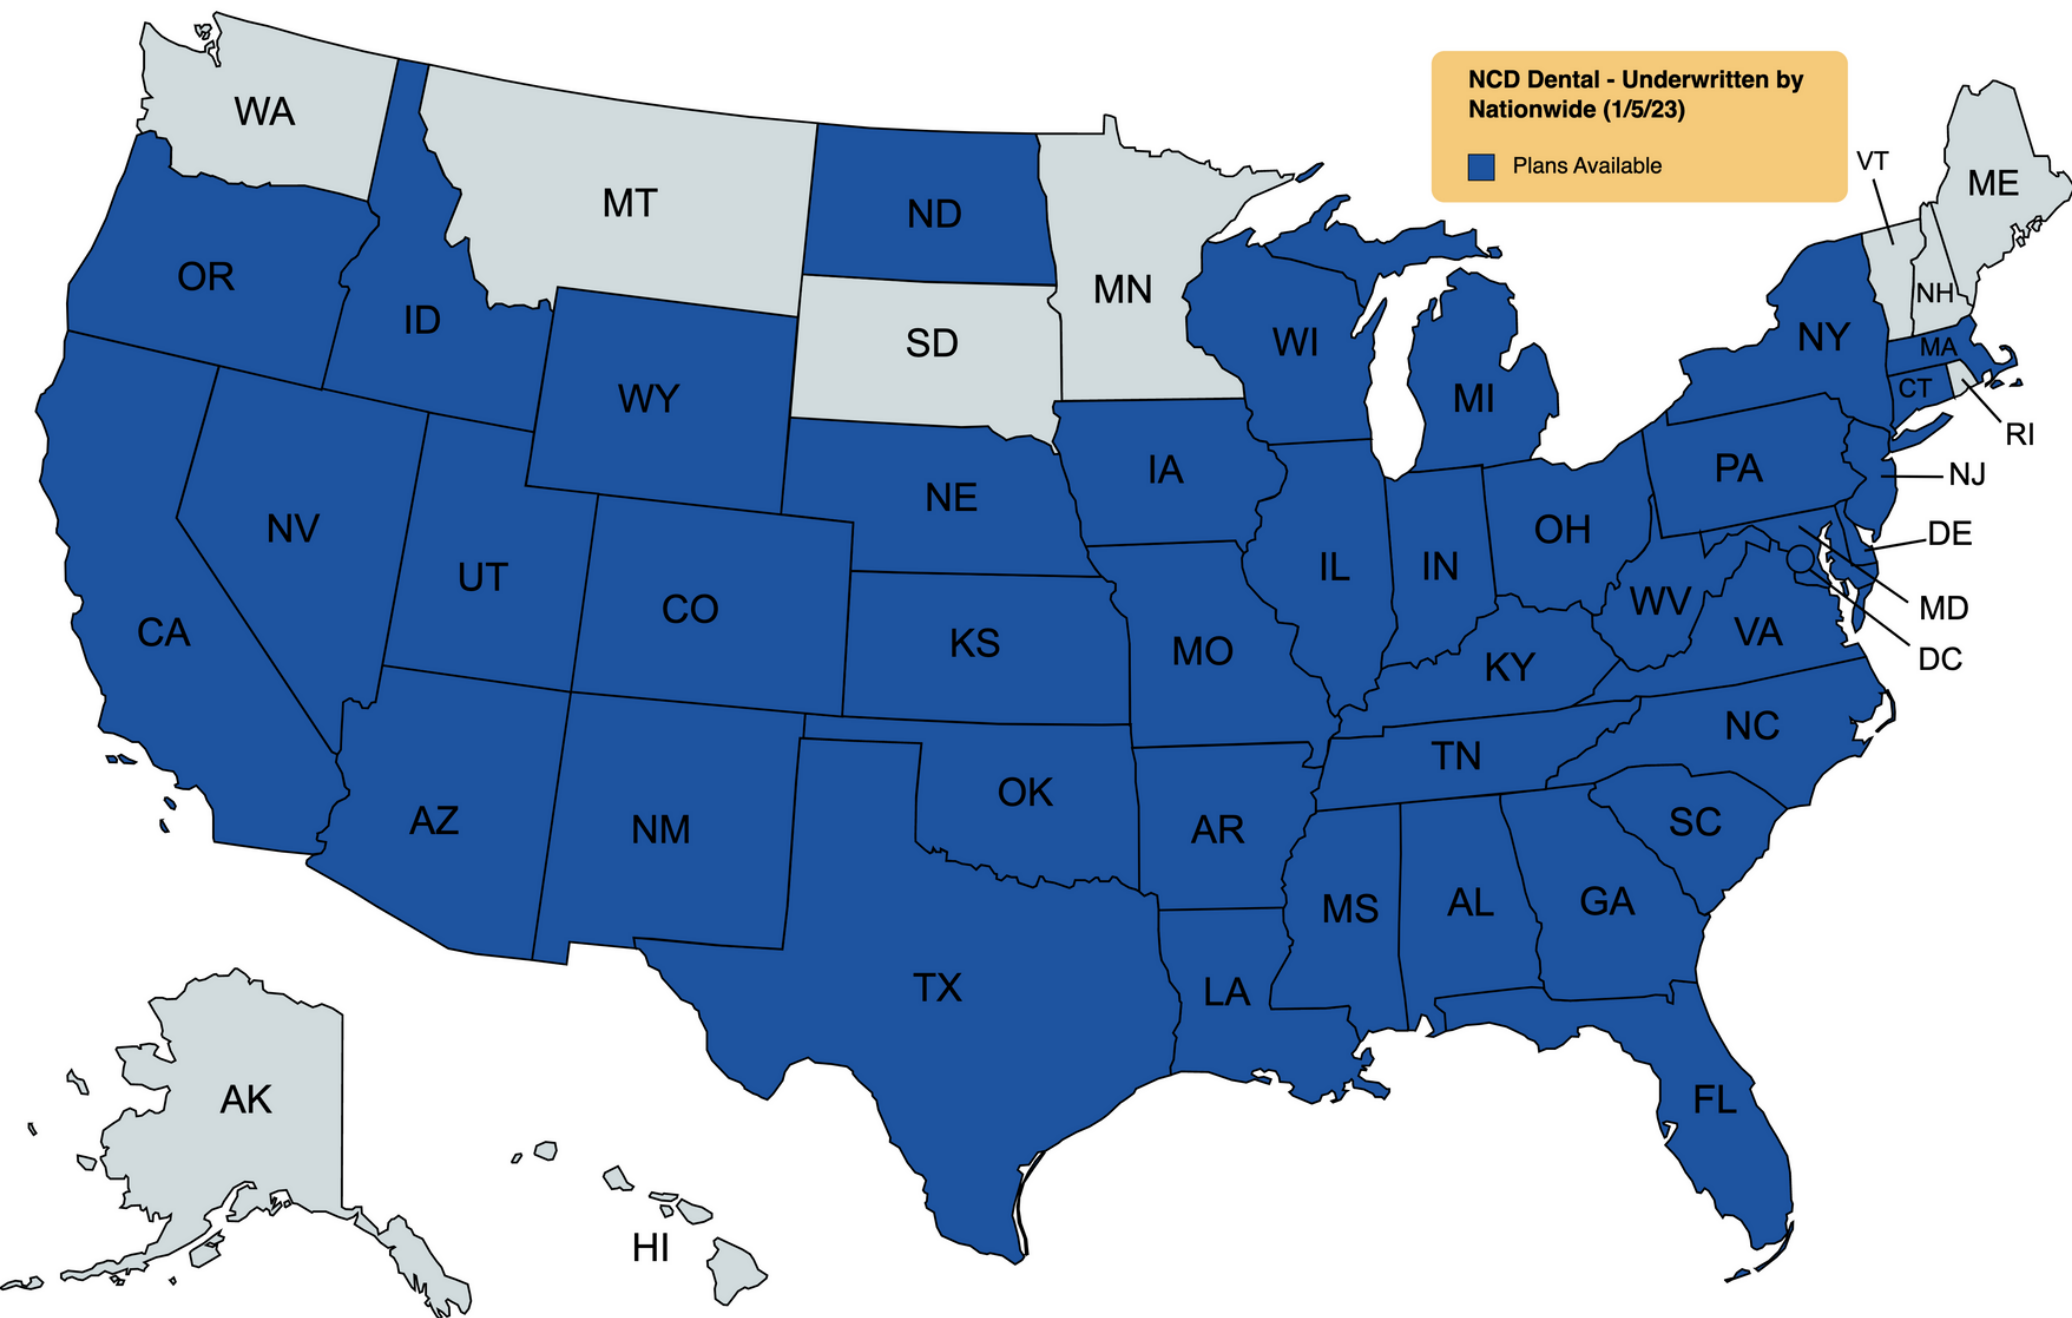 NCD Dental - Underwritten by
Nationwide (1/5/23)
Plans Available
WA
MT
ND
MN
VT
ME
OR
ID
SD
WI
NH
NY
MA
WY
MI
CT
RI
IA
PA
NJ
NE
NV
OH
DE
UT
IL
IN
CO
WV
MD
CA
KS
MO
VA
DC
KY
NC
TN
OK
AZ
NM
AR
SC
MS
AL
GA
TX
LA
AK
FL
HI